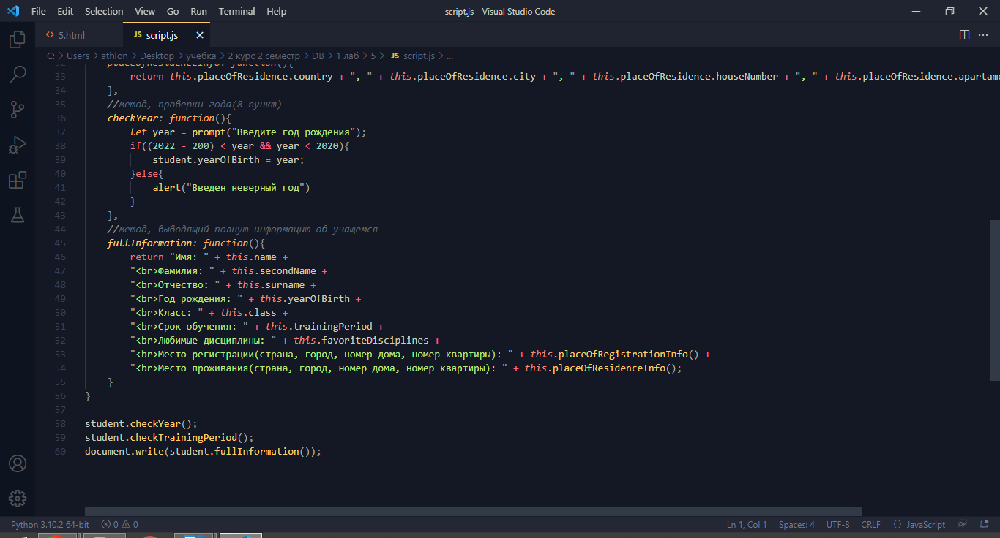 File Edit Selection View Go Run Terminal Help script.js - Visual Studio Code
5.html JS script.js
C: > Users > athlon > Desktop > учебка > 2 курс 2 семестр > DB > 1 лаб > 5 > JS script.js > ...
32 placeOfResidenceInfo: function(){
33 return this.placeOfResidence.country + ", " + this.placeOfResidence.city + ", " + this.placeOfResidence.houseNumber + ", " + this.placeOfResidence.apartame
34 },
35 //метод, проверки года(8 пункт)
36 checkYear: function(){
37 let year = prompt("Введите год рождения");
38 if((2022 - 200) < year && year < 2020){
39 student.yearOfBirth = year;
40 }else{
41 alert("Введен неверный год")
42 }
43 },
44 //метод, выводящий полную информацию об учащемся
45 fullInformation: function(){
46 return "Имя: " + this.name +
47 "<br>Фамилия: " + this.secondName +
48 "<br>Отчество: " + this.surname +
49 "<br>Год рождения: " + this.yearOfBirth +
50 "<br>Класс: " + this.class +
51 "<br>Срок обучения: " + this.trainingPeriod +
52 "<br>Любимые дисциплины: " + this.favoriteDisciplines +
53 "<br>Место регистрации(страна, город, номер дома, номер квартиры): " + this.placeOfRegistrationInfo() +
54 "<br>Место проживания(страна, город, номер дома, номер квартиры): " + this.placeOfResidenceInfo();
55 }
56 }
57
58 student.checkYear();
59 student.checkTrainingPeriod();
60 document.write(student.fullInformation());
Python 3.10.2 64-bit 0 0 Ln 1, Col 1 Spaces: 4 UTF-8 CRLF {} JavaScript